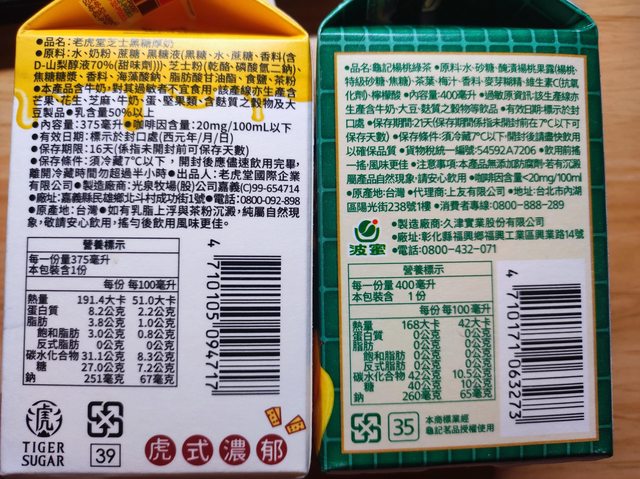 ●品名:老虎堂芝士黑糖厚奶
●原料:水、奶粉、蔗糖、黑糖液(黑糖、水、蔗糖、香料(含
D-山梨醇液70%(甜味劑)))、芝士粉(乾酪、磷酸氫二鈉)、
焦糖糖漿、香料、海藻酸鈉、脂肪酸甘油酯、食鹽、茶粉
●本產品含牛奶,對其過敏者不宜食用。該產線亦生產含
芒果、花生、芝麻、牛奶、蛋、堅果類、含麩質之穀物及大
豆製品●乳含量50%以上
●內容量:375毫升●咖啡因含量:20mg/100mL以下
●有效日期:標示於封口處(西元年/月/日)
●保存期限:16天(係指未開封前可保存天數)
●保存條件:須冷藏7°C以下,開封後應儘速飲用完畢,
離開冷藏時間勿超過半小時●出品人:老虎堂國際企業
有限公司●製造廠商:光泉牧場(股)公司嘉義(C)99-654714
●廠址:嘉義縣民雄鄉北斗村成功街1號●電話:0800-092-898
●原產地:台灣●如有乳脂上浮與茶粉沉澱,純屬自然現
象,敬請安心飲用,搖勻後飲用風味更佳。
營養標示
每一份量375毫升
本包裝含1份
每份 每100毫升
熱量 191.4大卡 51.0大卡
蛋白質 8.2公克 2.2公克
脂肪 3.8公克 1.0公克
飽和脂肪 3.0公克 0.8公克
反式脂肪 0公克 0公克
碳水化合物 31.1公克 8.3公克
糖 27.0公克 7.2公克
鈉 251毫克 67毫克
4 710105 094717
虎
TIGER
SUGAR
39
虎式濃郁
●品名:龜記楊桃綠茶●原料:水、砂糖、醃漬楊桃果露(楊桃、
特級砂糖、焦糖)、茶葉、梅汁、香料、麥芽糊精、維生素C(抗氧
化劑)、檸檬酸●內容量:400毫升●過敏原資訊:該生產線亦
生產含牛奶、大豆、麩質之穀物等飲品●有效日期:標示於封
口處●保存期間:21天(保存期間係指未開封前在7°C以下可
保存天數)●保存條件:須冷藏7°C以下、開封後請盡快飲用
以確保品質●貨物稅統一編號:54592A7206●飲用前搖
一搖,風味更佳●注意事項:本產品無添加防腐劑、若有沉澱
屬產品自然現象,請安心飲用●咖啡因含量<20mg/100ml
●原產地:台灣●代理商:上友有限公司●地址:台北市內湖
區陽光街238號1樓●消費者專線:0800-888-289
波蜜
●製造廠商:久津實業股份有限公司
●廠址:彰化縣福興鄉福興工業區興業路14號
●電話:0800-432-071
營養標示
每一份量 400毫升
本包裝含 1份
每份 每100毫升
熱量 168大卡 42大卡
蛋白質 0公克 0公克
脂肪 0公克 0公克
飽和脂肪 0公克 0公克
反式脂肪 0公克 0公克
碳水化合物 42公克 10.5公克
糖 40公克 10公克
鈉 260毫克 65毫克
4 710171 063273
35
本商標業經
龜記茗品授權使用